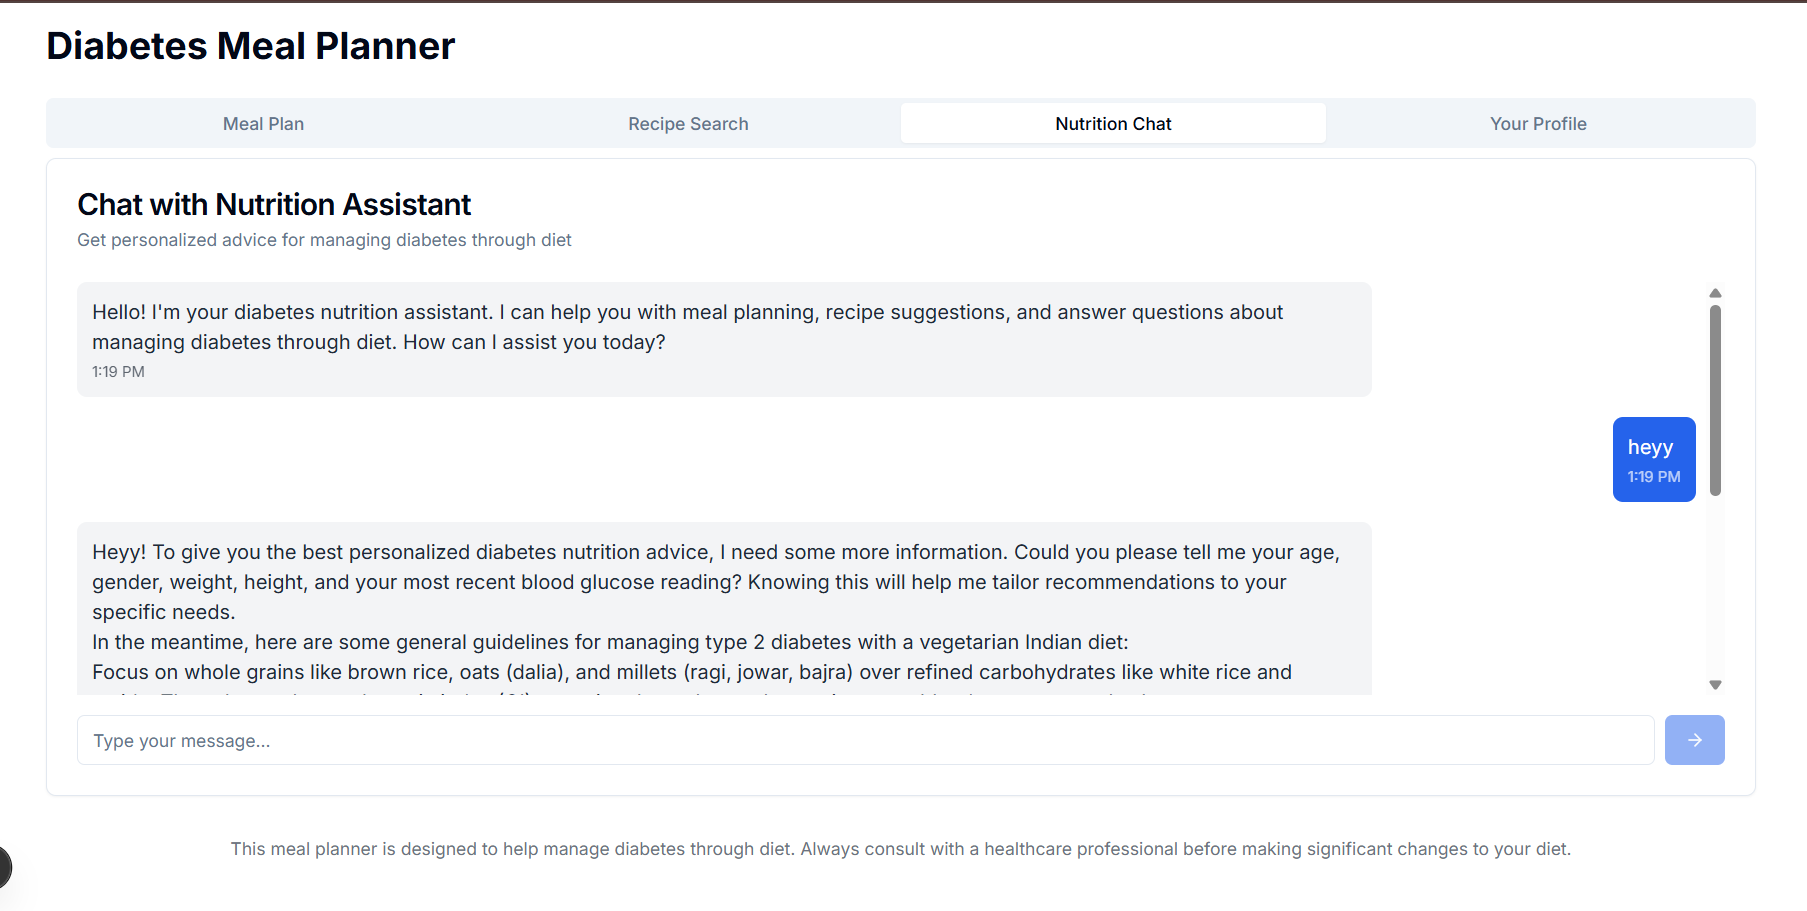 Diabetes Meal Planner
Meal Plan
Recipe Search
Nutrition Chat
Your Profile
Chat with Nutrition Assistant
Get personalized advice for managing diabetes through diet
Hello! I'm your diabetes nutrition assistant. I can help you with meal planning, recipe suggestions, and answer questions about
managing diabetes through diet. How can I assist you today?
1:19 PM
heyy
1:19 PM
Heyy! To give you the best personalized diabetes nutrition advice, I need some more information. Could you please tell me your age,
gender, weight, height, and your most recent blood glucose reading? Knowing this will help me tailor recommendations to your
specific needs.
In the meantime, here are some general guidelines for managing type 2 diabetes with a vegetarian Indian diet:
Focus on whole grains like brown rice, oats (dalia), and millets (ragi, jowar, bajra) over refined carbohydrates like white rice and
Type your message...
This meal planner is designed to help manage diabetes through diet. Always consult with a healthcare professional before making significant changes to your diet.